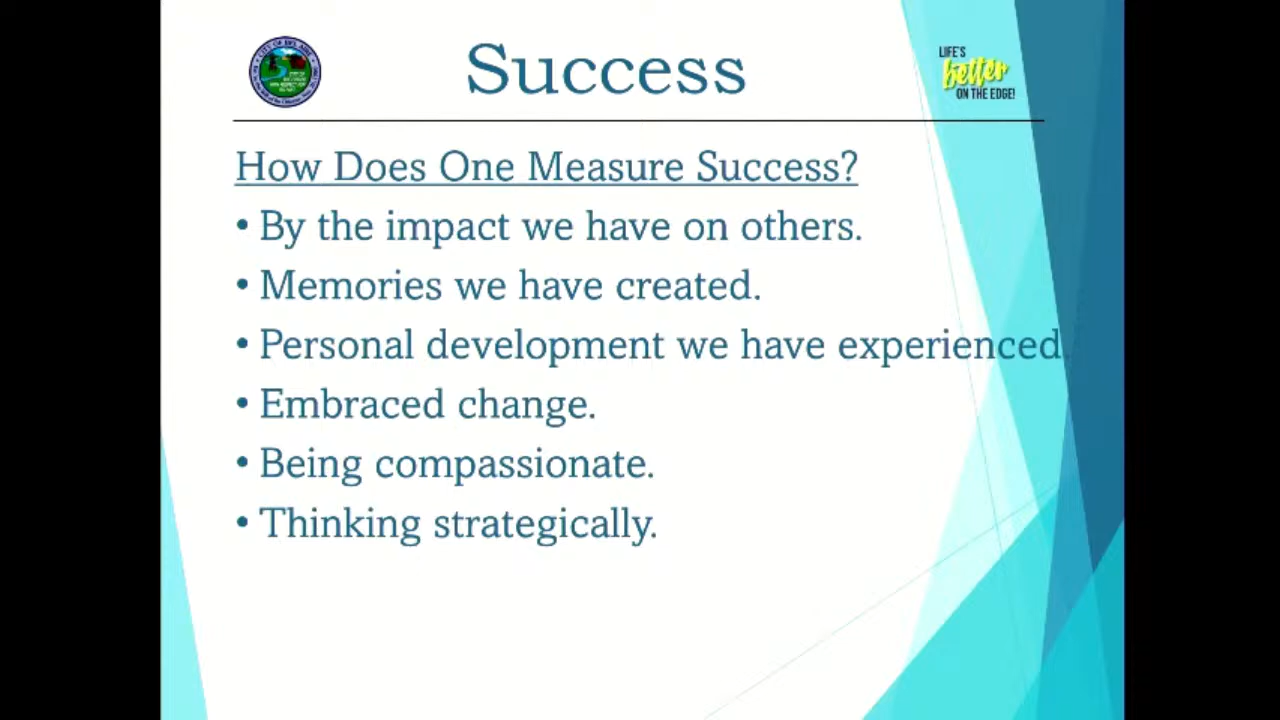 Success
LIFE'S
better
ON THE EDGE!
How Does One Measure Success?
• By the impact we have on others.
• Memories we have created.
• Personal development we have experienced.
• Embraced change.
• Being compassionate.
• Thinking strategically.